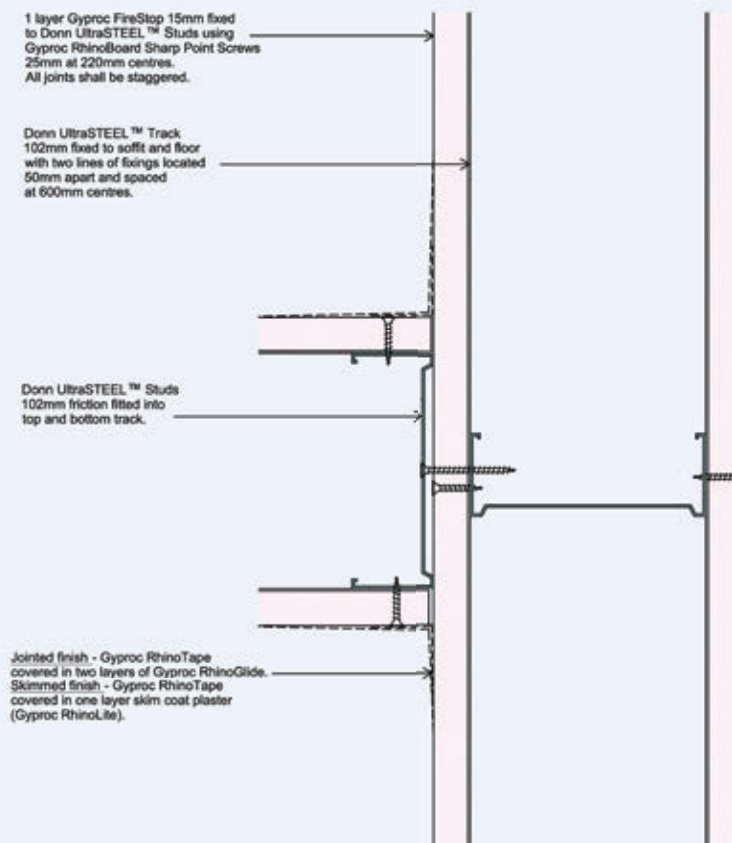 1 layer Gyproc FireStop 15mm fixed
to Donn UltraSTEEL™ Studs using
Gyproc RhinoBoard Sharp Point Screws
25mm at 220mm centres.
All joints shall be staggered.
Donn UltraSTEEL™ Track
102mm fixed to soffit and floor
with two lines of fixings located
50mm apart and spaced
at 600mm centres.
Donn UltraSTEEL™ Studs
102mm friction fitted into
top and bottom track.
Jointed finish - Gyproc RhinoTape
covered in two layers of Gyproc RhinoGlide.
Skimmed finish - Gyproc RhinoTape
covered in one layer skim coat plaster
(Gyproc RhinoLite).